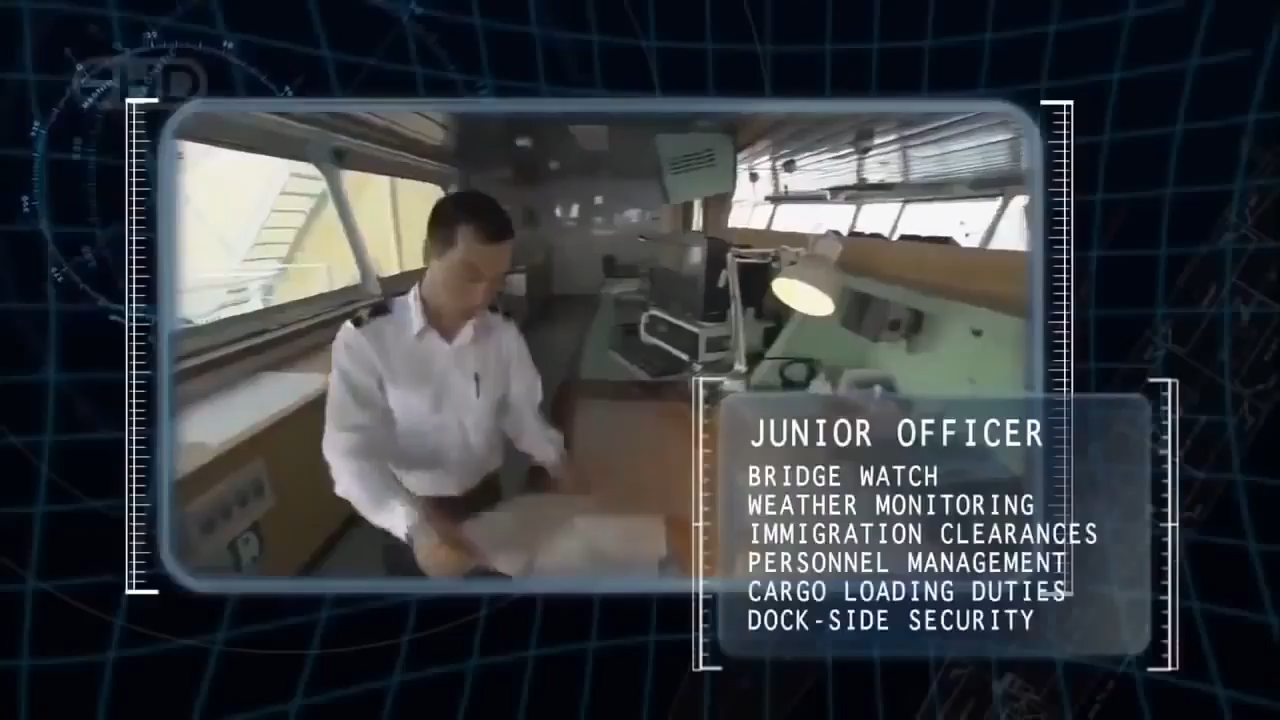 JUNIOR OFFICER
BRIDGE WATCH
WEATHER MONITORING
IMMIGRATION CLEARANCES
PERSONNEL MANAGEMENT
CARGO LOADING DUTIES
DOCK-SIDE SECURITY